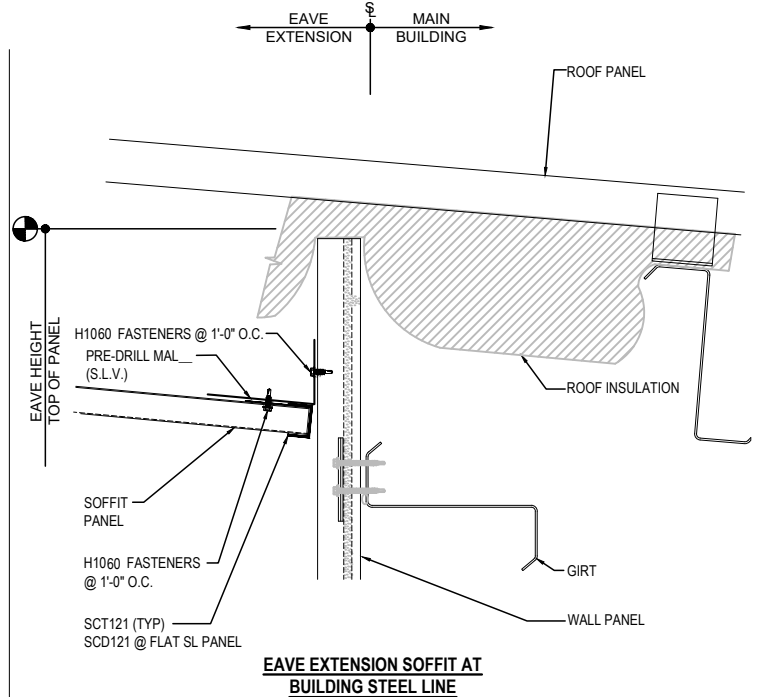 SL
EAVE
EXTENSION
MAIN
BUILDING
ROOF PANEL
H1060 FASTENERS @ 1'-0" O.C.
PRE-DRILL MAL__
(S.L.V.)
EAVE HEIGHT
TOP OF PANEL
ROOF INSULATION
SOFFIT
PANEL
H1060 FASTENERS
@ 1'-0" O.C.
GIRT
SCT121 (TYP)
SCD121 @ FLAT SL PANEL
WALL PANEL
EAVE EXTENSION SOFFIT AT
BUILDING STEEL LINE